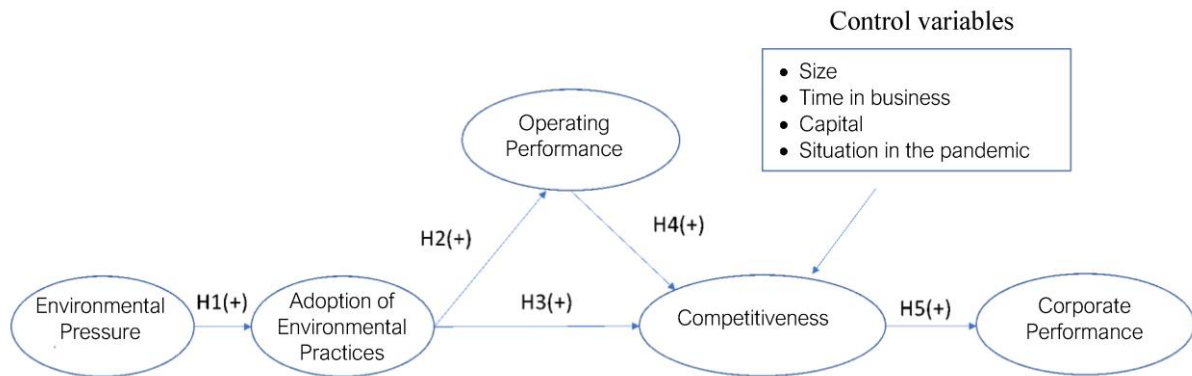 Control variables
• Size
• Time in business
• Capital
• Situation in the pandemic
Operating
Performance
H2(+)
H4(+)
Environmental
Pressure
H1(+)
Adoption of
Environmental
Practices
H3(+)
Competitiveness
H5(+)
Corporate
Performance